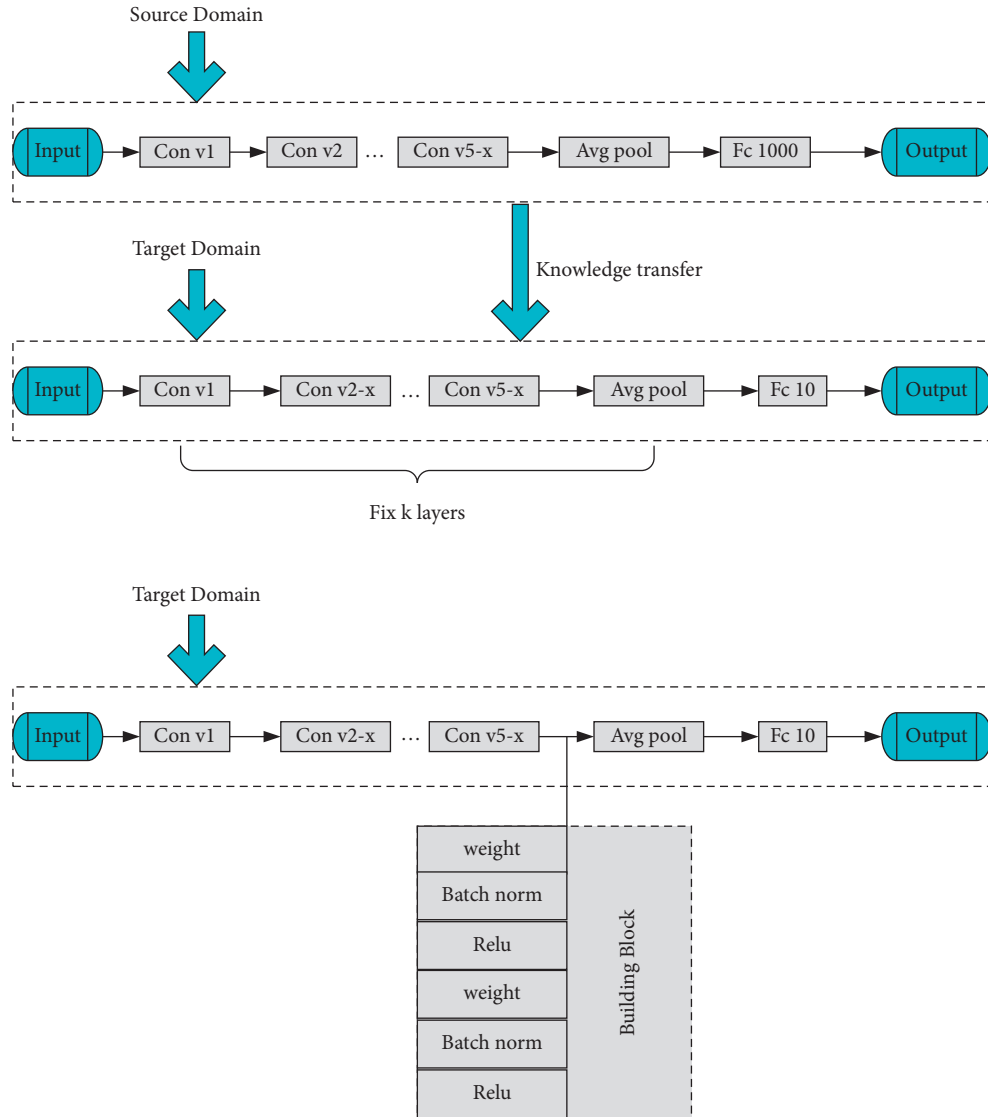 Source Domain
Input
Con v1
Con v2
...
Con v5-x
Avg pool
Fc 1000
Output
Target Domain
Knowledge transfer
Input
Con v1
Con v2-x
...
Con v5-x
Avg pool
Fc 10
Output
Fix k layers
Target Domain
Input
Con v1
Con v2-x
...
Con v5-x
Avg pool
Fc 10
Output
weight
Batch norm
Relu
weight
Batch norm
Relu
Building Block